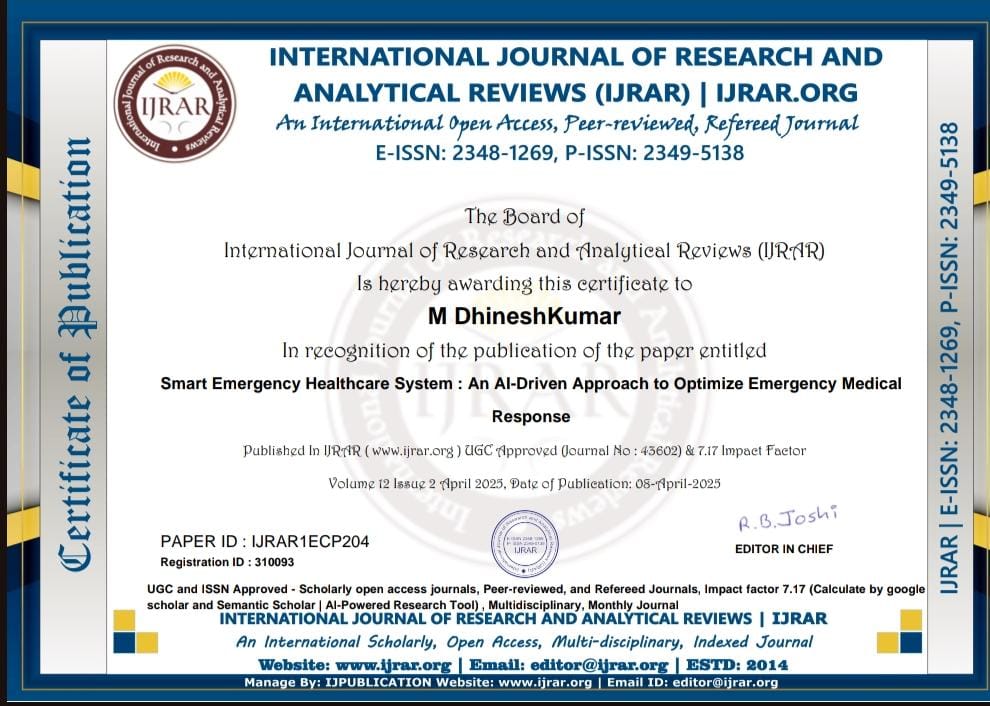 Certificate of Publication
International Journal of Research and Analytical Reviews
IJRAR
INTERNATIONAL JOURNAL OF RESEARCH AND
ANALYTICAL REVIEWS (IJRAR) | IJRAR.ORG
An International Open Access, Peer-reviewed, Refereed Journal
E-ISSN: 2348-1269, P-ISSN: 2349-5138
The Board of
International Journal of Research and Analytical Reviews (IJRAR)
Is hereby awarding this certificate to
M DhineshKumar
In recognition of the publication of the paper entitled
Smart Emergency Healthcare System : An AI-Driven Approach to Optimize Emergency Medical
Response
Published In IJRAR ( www.ijrar.org ) UGC Approved (Journal No : 43602) & 7.17 Impact Factor
Volume 12 Issue 2 April 2025, Date of Publication: 08-April-2025
PAPER ID : IJRAR1ECP204
Registration ID : 310093
IJRAR
R.B.Joshi
EDITOR IN CHIEF
UGC and ISSN Approved - Scholarly open access journals, Peer-reviewed, and Refereed Journals, Impact factor 7.17 (Calculate by google
scholar and Semantic Scholar | AI-Powered Research Tool) , Multidisciplinary, Monthly Journal
INTERNATIONAL JOURNAL OF RESEARCH AND ANALYTICAL REVIEWS | IJRAR
An International Scholarly, Open Access, Multi-disciplinary, Indexed Journal
Website: www.ijrar.org | Email: editor@ijrar.org | ESTD: 2014
Manage By: IJPUBLICATION Website: www.ijrar.org | Email ID: editor@ijrar.org
IJRAR | E-ISSN: 2348-1269, P-ISSN: 2349-5138